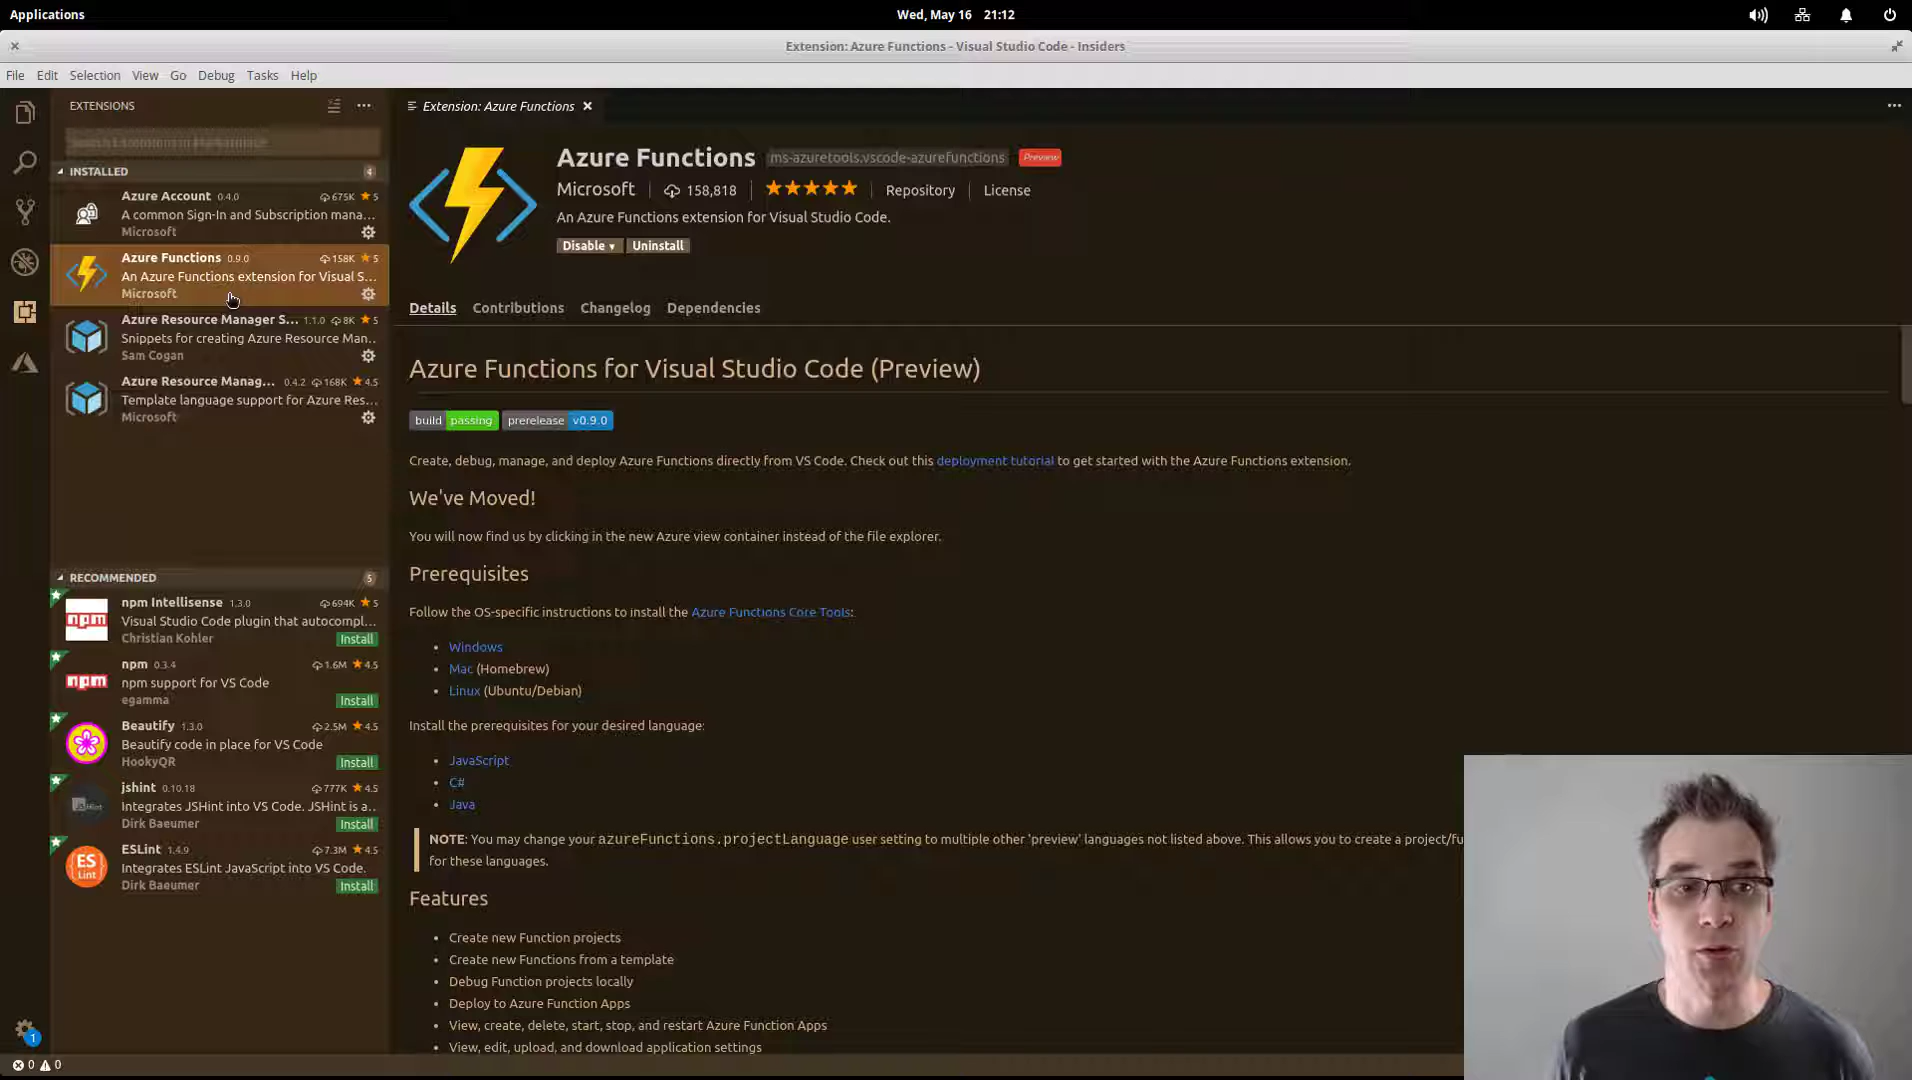 Applications
Wed, May 16 21:12
Extension: Azure Functions - Visual Studio Code - Insiders
File Edit Selection View Go Debug Tasks Help
EXTENSIONS
Search Extensions in Marketplace
INSTALLED 4
Azure Account 0.4.0 675K 5
A common Sign-In and Subscription mana...
Microsoft
Azure Functions 0.9.0 158K 5
An Azure Functions extension for Visual S...
Microsoft
Azure Resource Manager S... 1.1.0 8K 5
Snippets for creating Azure Resource Man..
Sam Cogan
Azure Resource Manag... 0.4.2 168K 4.5
Template language support for Azure Res...
Microsoft
RECOMMENDED 5
npm Intellisense 1.3.0 694K 5
Visual Studio Code plugin that autocompl...
Christian Kohler Install
npm 0.3.4 1.6M 4.5
npm support for VS Code
egamma Install
Beautify 1.3.0 2.5M 4.5
Beautify code in place for VS Code
HookyQR Install
jshint 0.10.18 777K 4.5
Integrates JSHint into VS Code. JSHint is a..
Dirk Baeumer Install
ESLint 1.4.9 7.3M 4.5
Integrates ESLint JavaScript into VS Code.
Dirk Baeumer Install
npm
npm
JSHint
ES
Lint
1
0 0
Extension: Azure Functions
Azure Functions ms-azuretools.vscode-azurefunctions Preview
Microsoft 158,818 Repository License
An Azure Functions extension for Visual Studio Code.
Disable Uninstall
Details Contributions Changelog Dependencies
Azure Functions for Visual Studio Code (Preview)
build passing prerelease v0.9.0
Create, debug, manage, and deploy Azure Functions directly from VS Code. Check out this deployment tutorial to get started with the Azure Functions extension.
We've Moved!
You will now find us by clicking in the new Azure view container instead of the file explorer.
Prerequisites
Follow the OS-specific instructions to install the Azure Functions Core Tools:
• Windows
• Mac (Homebrew)
• Linux (Ubuntu/Debian)
Install the prerequisites for your desired language:
• JavaScript
• C#
• Java
NOTE: You may change your azureFunctions.projectLanguage user setting to multiple other 'preview' languages not listed above. This allows you to create a project/fu
for these languages.
Features
• Create new Function projects
• Create new Functions from a template
• Debug Function projects locally
• Deploy to Azure Function Apps
• View, create, delete, start, stop, and restart Azure Function Apps
• View, edit, upload, and download application settings